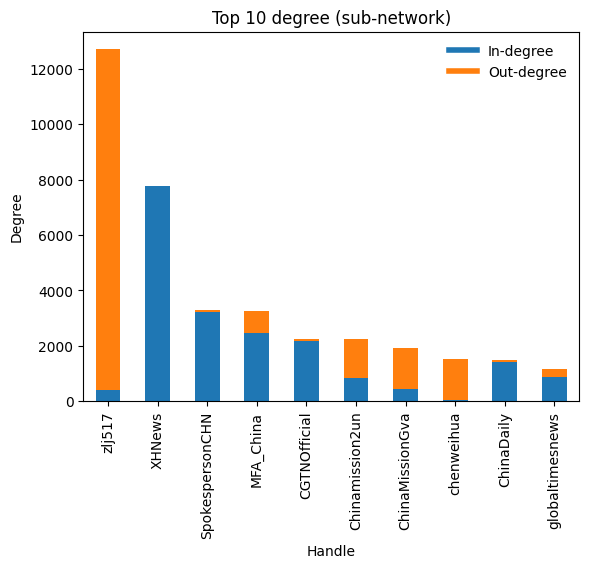 Top 10 degree (sub-network)
In-degree
Out-degree
12000
10000
8000
6000
4000
2000
0
Degree
zlj517
XHNews
SpokespersonCHN
MFA_China
CGTNOfficial
Chinamission2un
ChinaMissionGva
chenweihua
ChinaDaily
globaltimesnews
Handle